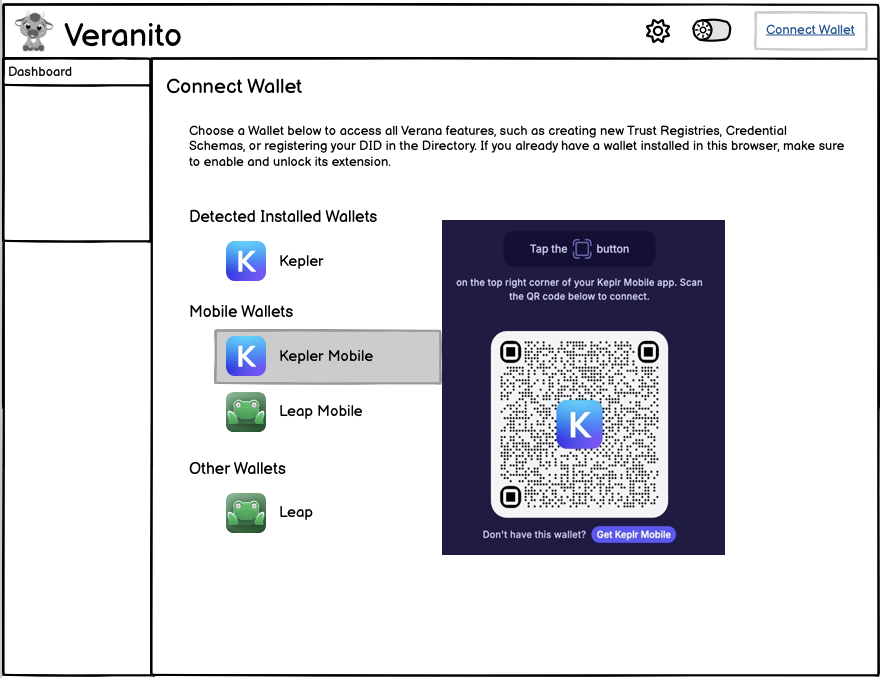 Veranito
Connect Wallet
Dashboard
Connect Wallet
Choose a Wallet below to access all Verana features, such as creating new Trust Registries, Credential
Schemas, or registering your DID in the Directory. If you already have a wallet installed in this browser, make sure
to enable and unlock its extension.
Detected Installed Wallets
K
Kepler
Mobile Wallets
K
Kepler Mobile
Leap Mobile
Other Wallets
Leap
Tap the button
on the top right corner of your Keplr Mobile app. Scan
the QR code below to connect.
K
Don't have this wallet? Get Keplr Mobile